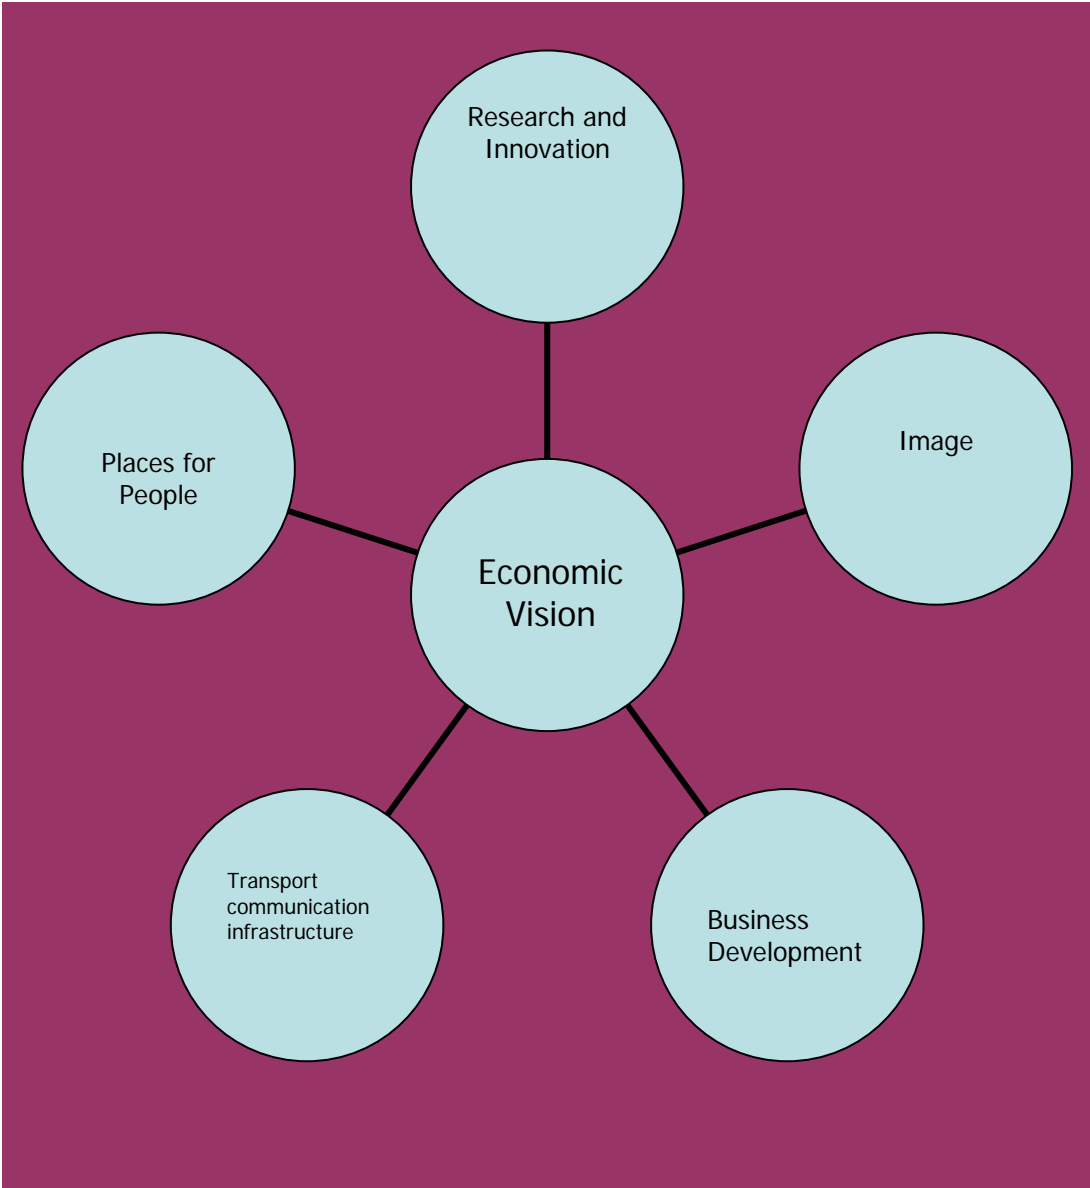 Research and
Innovation
Image
Places for
People
Economic
Vision
Transport
communication
infrastructure
Business
Development